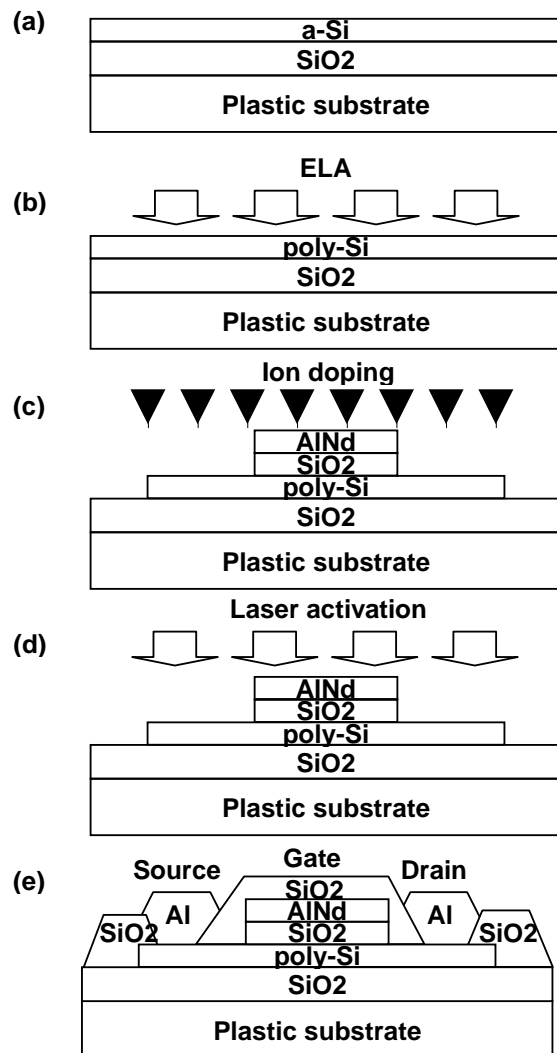 (a)
a-Si
SiO2
Plastic substrate
ELA
(b)
poly-Si
SiO2
Plastic substrate
Ion doping
(c)
AlNd
SiO2
poly-Si
SiO2
Plastic substrate
Laser activation
(d)
AlNd
SiO2
poly-Si
SiO2
Plastic substrate
(e)
Source Gate Drain
SiO2
Al AlNd Al
SiO2 SiO2 SiO2
poly-Si
SiO2
Plastic substrate